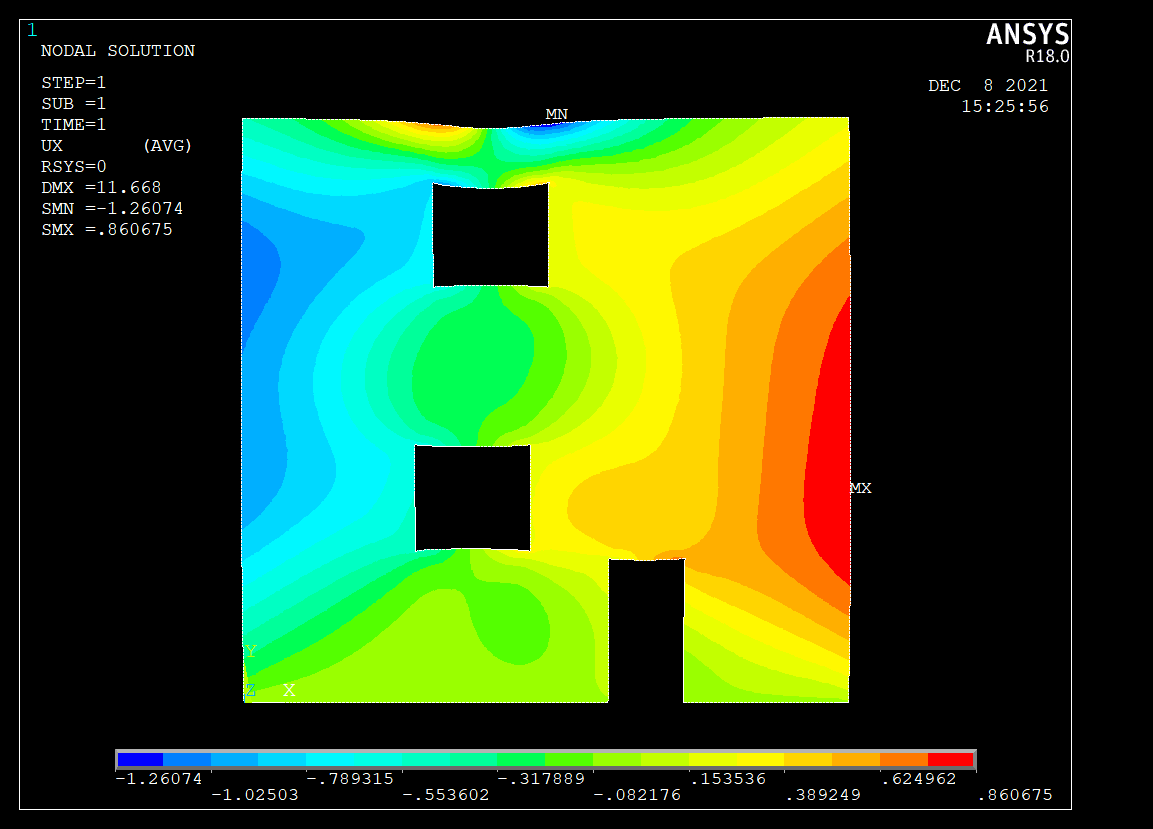 1
ANSYS
R18.0
NODAL SOLUTION
STEP=1
SUB =1
TIME=1
UX (AVG)
RSYS=0
DMX =11.668
SMN =-1.26074
SMX =.860675
DEC 8 2021
15:25:56
MN
MX
Y
Z X
-1.26074 -.789315 -.317889 .153536 .624962
-1.02503 -.553602 -.082176 .389249 .860675